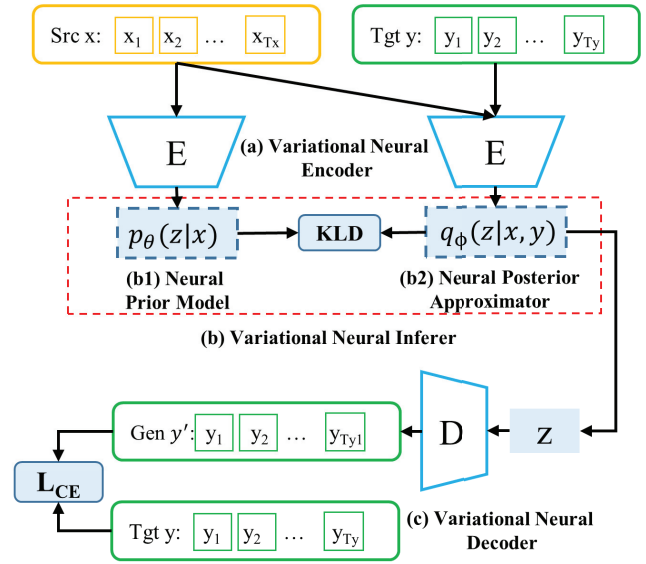 Src x: x1 x2 … xTx
Tgt y: y1 y2 … yTy
E
E
(a) Variational Neural
Encoder
pθ(z|x)
KLD
qϕ(z|x, y)
(b1) Neural
Prior Model
(b2) Neural Posterior
Approximator
(b) Variational Neural Inferer
Gen y′: y1 y2 … yTy1
D
z
LCE
Tgt y: y1 y2 … yTy
(c) Variational Neural
Decoder